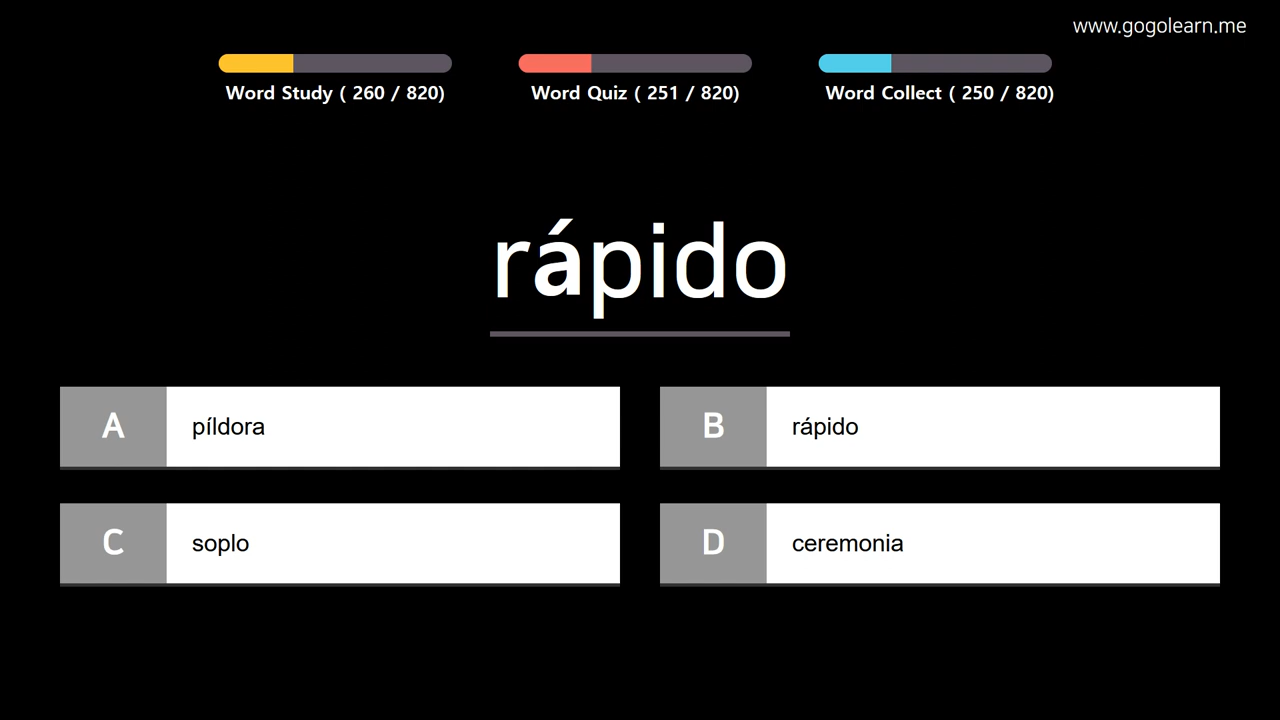 www.gogolearn.me
Word Study ( 260 / 820)
Word Quiz ( 251 / 820)
Word Collect ( 250 / 820)
rápido
A píldora
B rápido
C soplo
D ceremonia